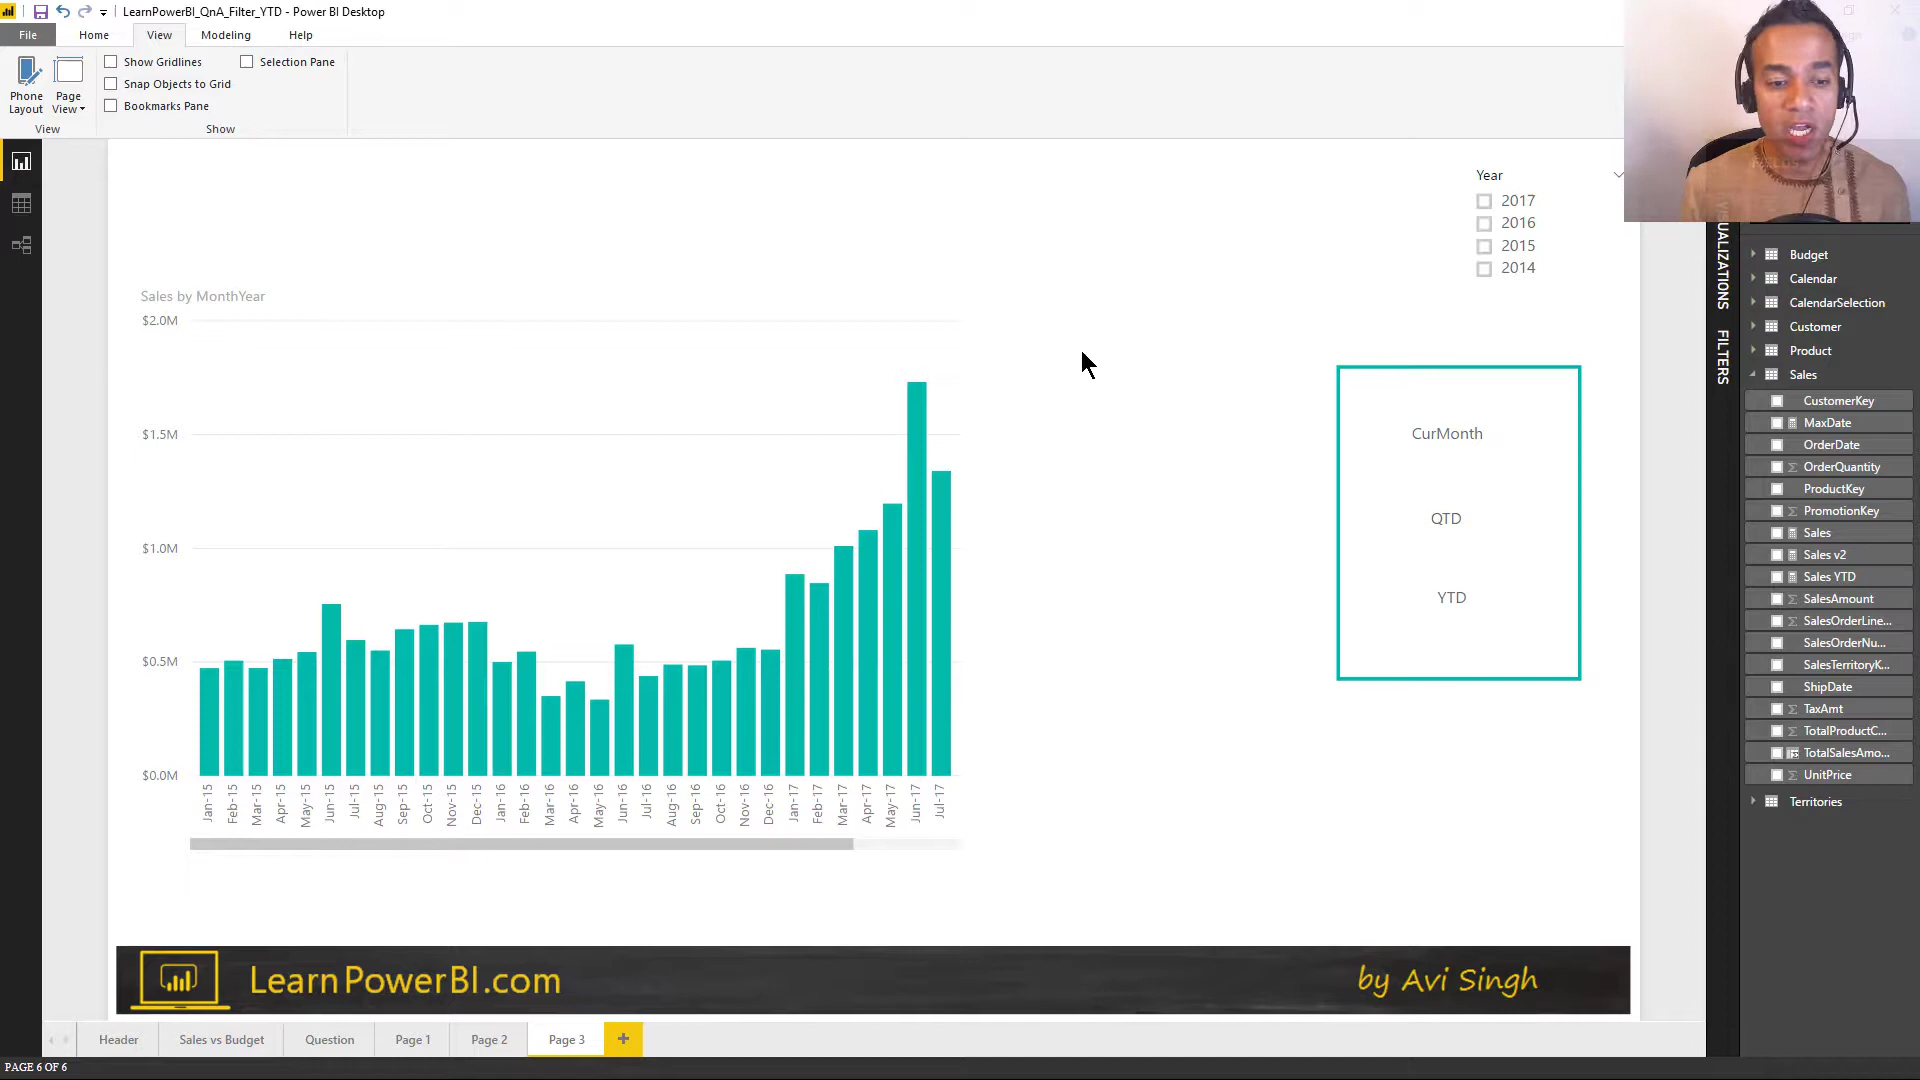 LearnPowerBI_QnA_Filter_YTD - Power BI Desktop
File
Home
View
Modeling
Help
Phone
Layout
Page
View
Show Gridlines
Snap Objects to Grid
Bookmarks Pane
Selection Pane
View
Show
Year
2017
2016
2015
2014
Sales by MonthYear
$2.0M
$1.5M
$1.0M
$0.5M
$0.0M
Jan-15
Feb-15
Mar-15
Apr-15
May-15
Jun-15
Jul-15
Aug-15
Sep-15
Oct-15
Nov-15
Dec-15
Jan-16
Feb-16
Mar-16
Apr-16
May-16
Jun-16
Jul-16
Aug-16
Sep-16
Oct-16
Nov-16
Dec-16
Jan-17
Feb-17
Mar-17
Apr-17
May-17
Jun-17
Jul-17
CurMonth
QTD
YTD
FILTERS
Budget
Calendar
CalendarSelection
Customer
Product
Sales
CustomerKey
MaxDate
OrderDate
OrderQuantity
ProductKey
PromotionKey
Sales
Sales v2
Sales YTD
SalesAmount
SalesOrderLine...
SalesOrderNu...
SalesTerritoryK...
ShipDate
TaxAmt
TotalProductC...
TotalSalesAmo...
UnitPrice
Territories
LearnPowerBI.com
by Avi Singh
Header
Sales vs Budget
Question
Page 1
Page 2
Page 3
PAGE 6 OF 6